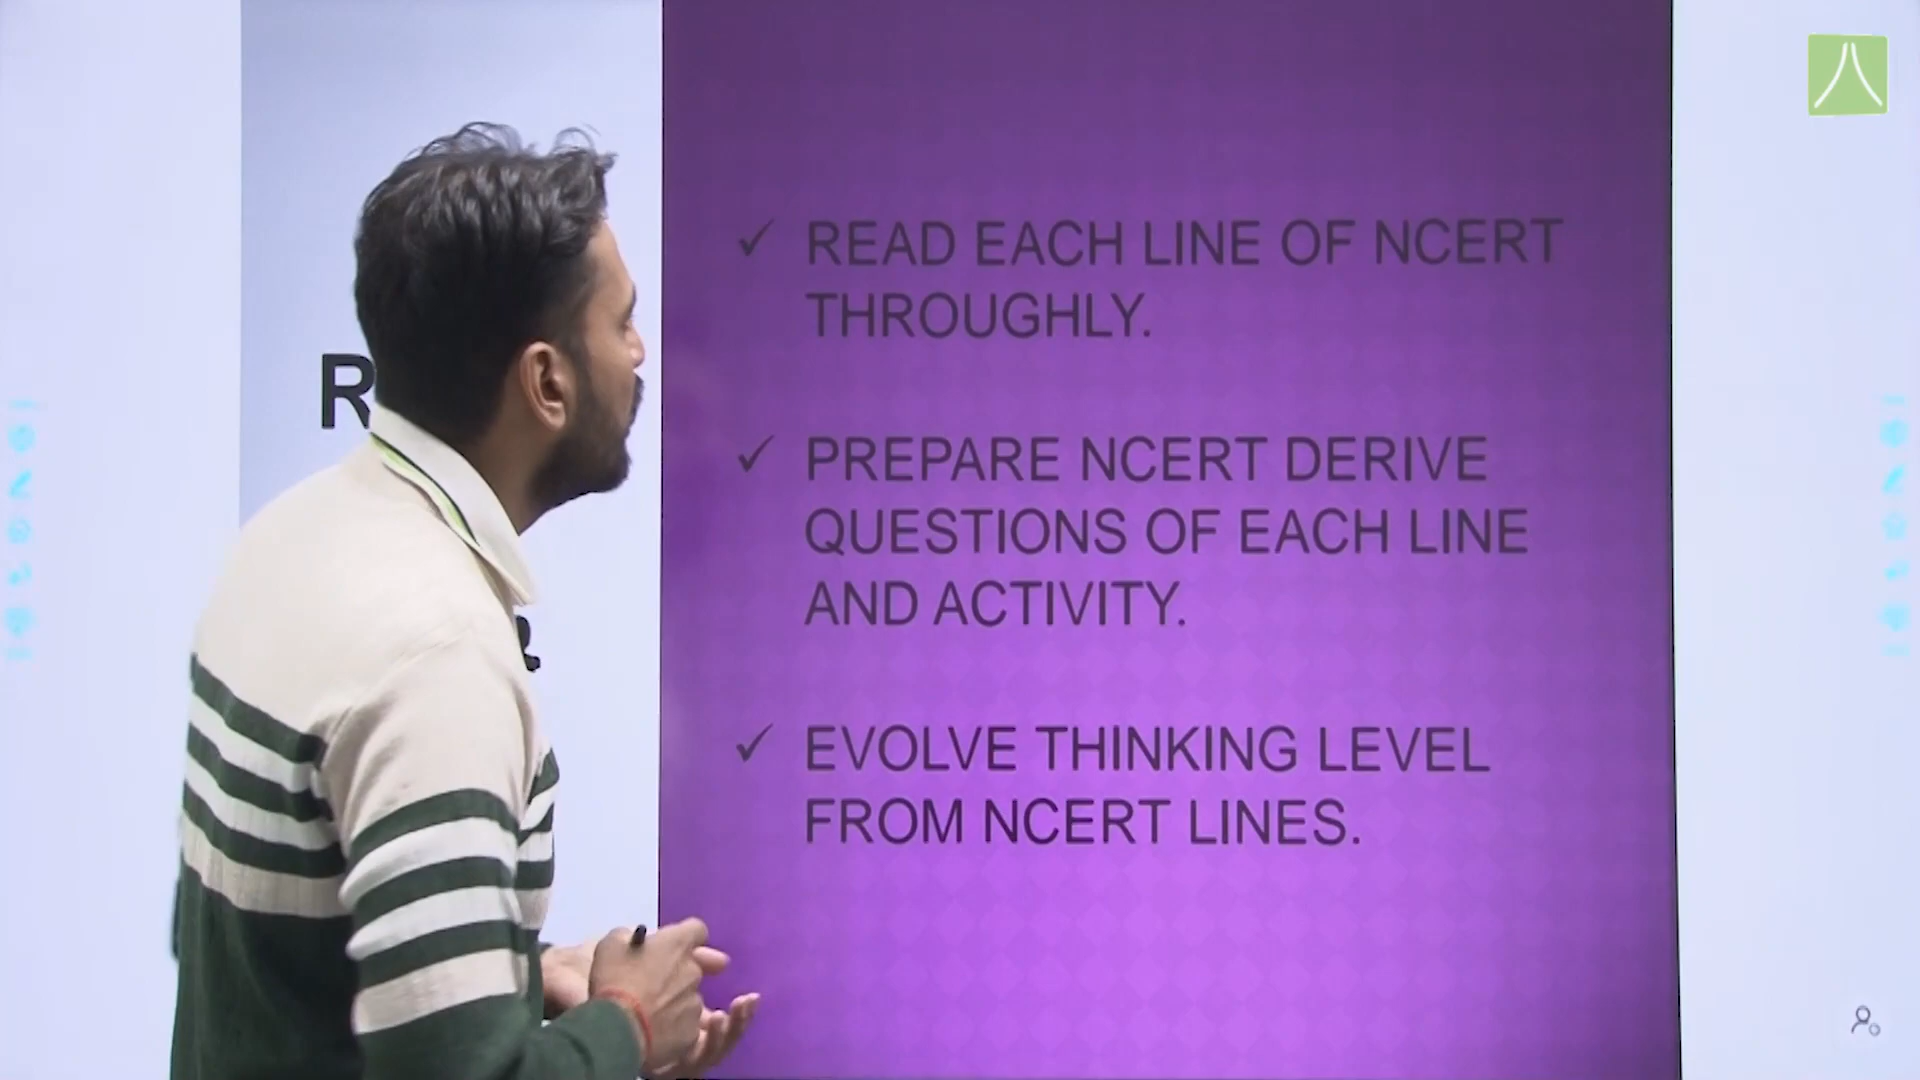 R
✓ READ EACH LINE OF NCERT
THROUGHLY.
✓ PREPARE NCERT DERIVE
QUESTIONS OF EACH LINE
AND ACTIVITY.
✓ EVOLVE THINKING LEVEL
FROM NCERT LINES.